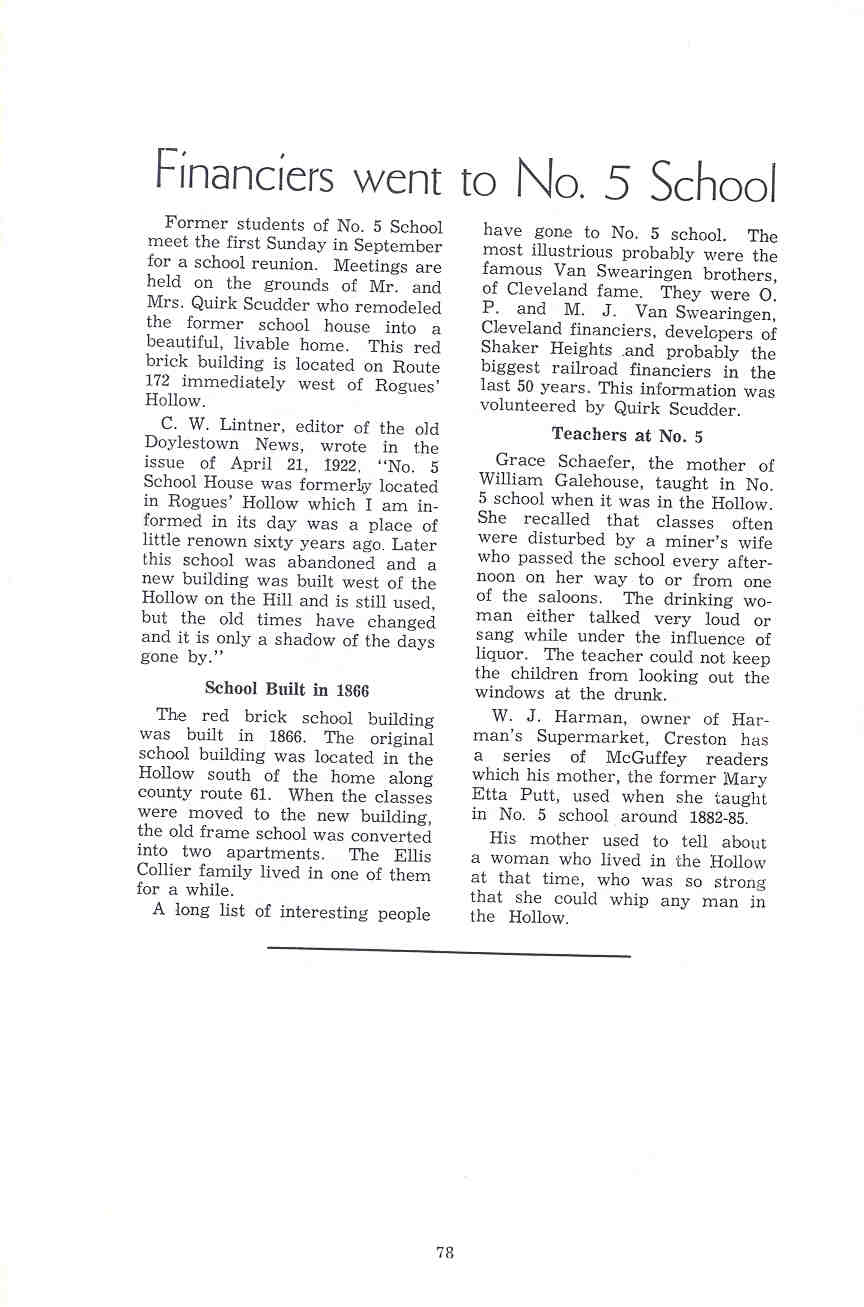 Financiers went to No. 5 School
Former students of No. 5 School
meet the first Sunday in September
for a school reunion. Meetings are
held on the grounds of Mr. and
Mrs. Quirk Scudder who remodeled
the former school house into a
beautiful, livable home. This red
brick building is located on Route
172 immediately west of Rogues'
Hollow.
C. W. Lintner, editor of the old
Doylestown News, wrote in the
issue of April 21, 1922, "No. 5
School House was formerly located
in Rogues' Hollow which I am in-
formed in its day was a place of
little renown sixty years ago. Later
this school was abandoned and a
new building was built west of the
Hollow on the Hill and is still used,
but the old times have changed
and it is only a shadow of the days
gone by."
School Built in 1866
The red brick school building
was built in 1866. The original
school building was located in the
Hollow south of the home along
county route 61. When the classes
were moved to the new building,
the old frame school was converted
into two apartments. The Ellis
Collier family lived in one of them
for a while.
A long list of interesting people
have gone to No. 5 school. The
most illustrious probably were the
famous Van Swearingen brothers,
of Cleveland fame. They were O.
P. and M. J. Van Swearingen,
Cleveland financiers, developers of
Shaker Heights and probably the
biggest railroad financiers in the
last 50 years. This information was
volunteered by Quirk Scudder.
Teachers at No. 5
Grace Schaefer, the mother of
William Galehouse, taught in No.
5 school when it was in the Hollow.
She recalled that classes often
were disturbed by a miner's wife
who passed the school every after-
noon on her way to or from one
of the saloons. The drinking wo-
man either talked very loud or
sang while under the influence of
liquor. The teacher could not keep
the children from looking out the
windows at the drunk.
W. J. Harman, owner of Har-
man's Supermarket, Creston has
a series of McGuffey readers
which his mother, the former Mary
Etta Putt, used when she taught
in No. 5 school around 1882-85.
His mother used to tell about
a woman who lived in the Hollow
at that time, who was so strong
that she could whip any man in
the Hollow.
78